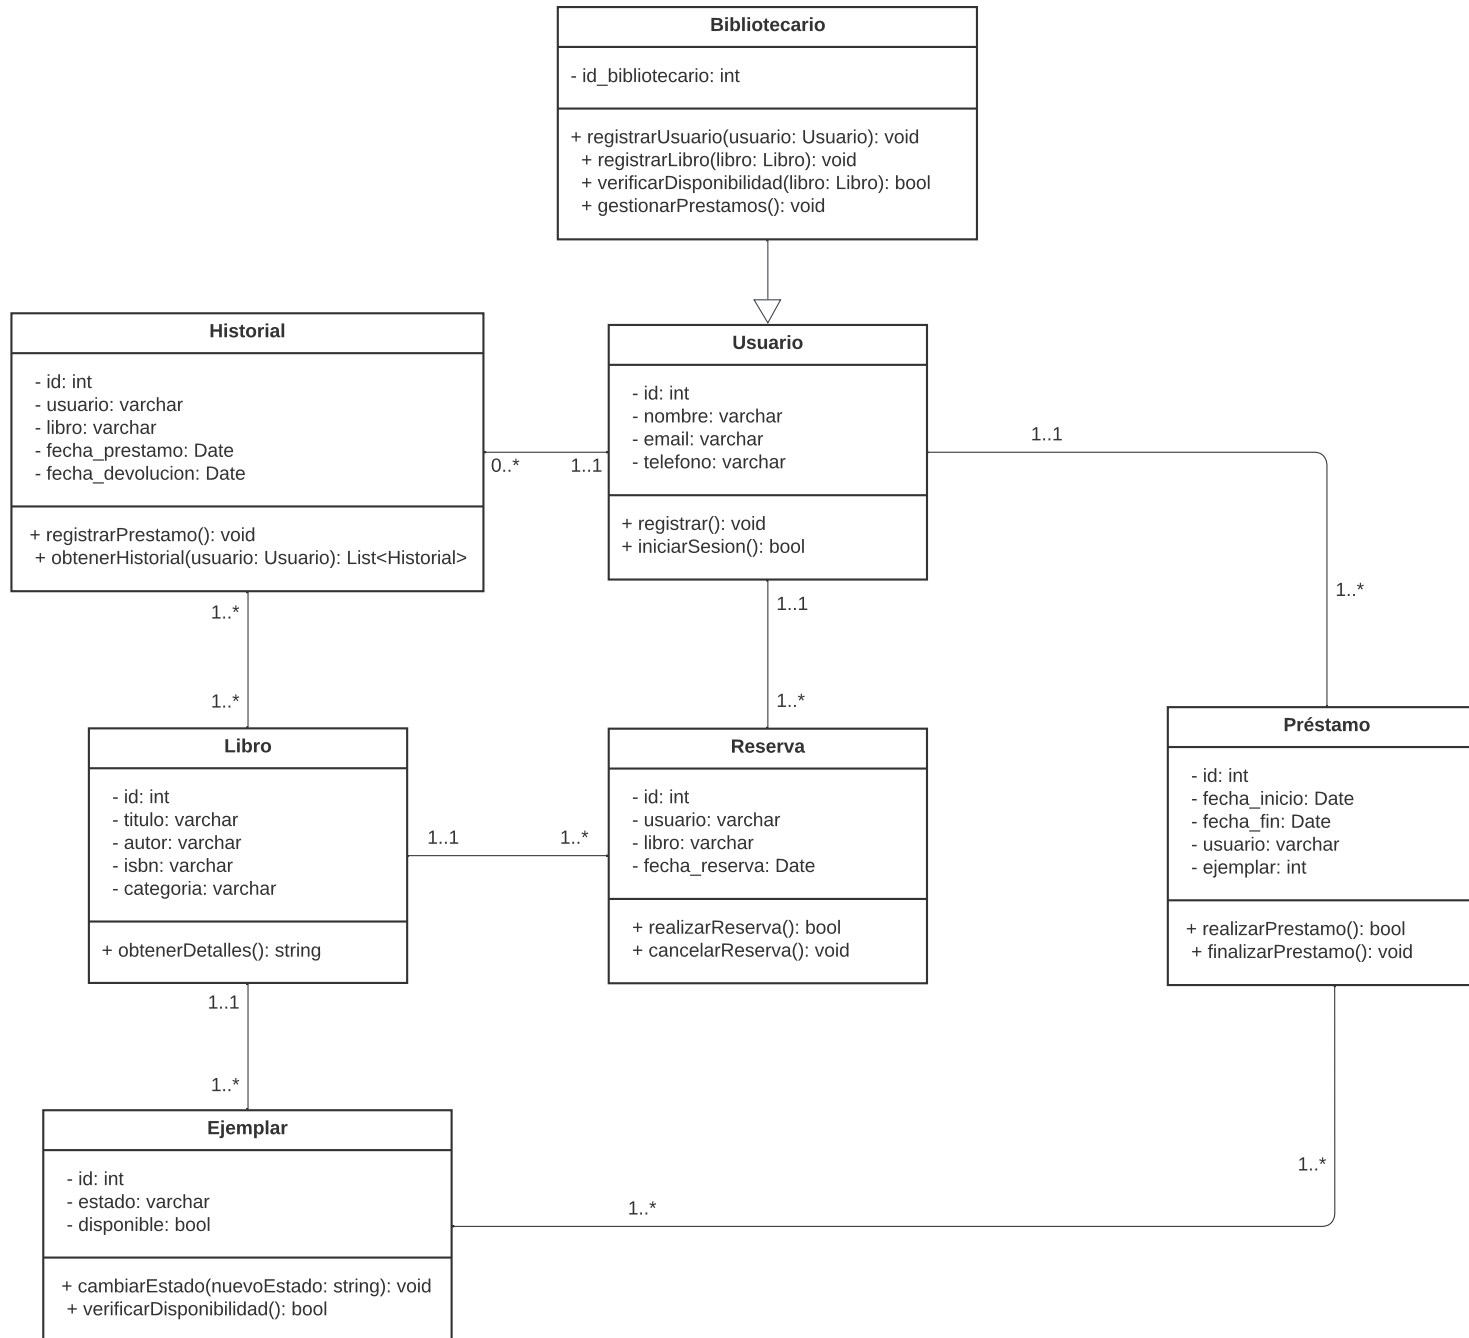 Bibliotecario
- id_bibliotecario: int
+ registrarUsuario(usuario: Usuario): void
+ registrarLibro(libro: Libro): void
+ verificarDisponibilidad(libro: Libro): bool
+ gestionarPrestamos(): void
Historial
- id: int
- usuario: varchar
- libro: varchar
- fecha_prestamo: Date
- fecha_devolucion: Date
+ registrarPrestamo(): void
+ obtenerHistorial(usuario: Usuario): List<Historial>
0..*
1..1
Usuario
- id: int
- nombre: varchar
- email: varchar
- telefono: varchar
+ registrar(): void
+ iniciarSesion(): bool
1..1
1..*
1..*
1..*
1..1
1..*
Libro
- id: int
- titulo: varchar
- autor: varchar
- isbn: varchar
- categoria: varchar
+ obtenerDetalles(): string
1..1
1..*
Reserva
- id: int
- usuario: varchar
- libro: varchar
- fecha_reserva: Date
+ realizarReserva(): bool
+ cancelarReserva(): void
Préstamo
- id: int
- fecha_inicio: Date
- fecha_fin: Date
- usuario: varchar
- ejemplar: int
+ realizarPrestamo(): bool
+ finalizarPrestamo(): void
1..1
1..*
Ejemplar
- id: int
- estado: varchar
- disponible: bool
+ cambiarEstado(nuevoEstado: string): void
+ verificarDisponibilidad(): bool
1..*
1..*